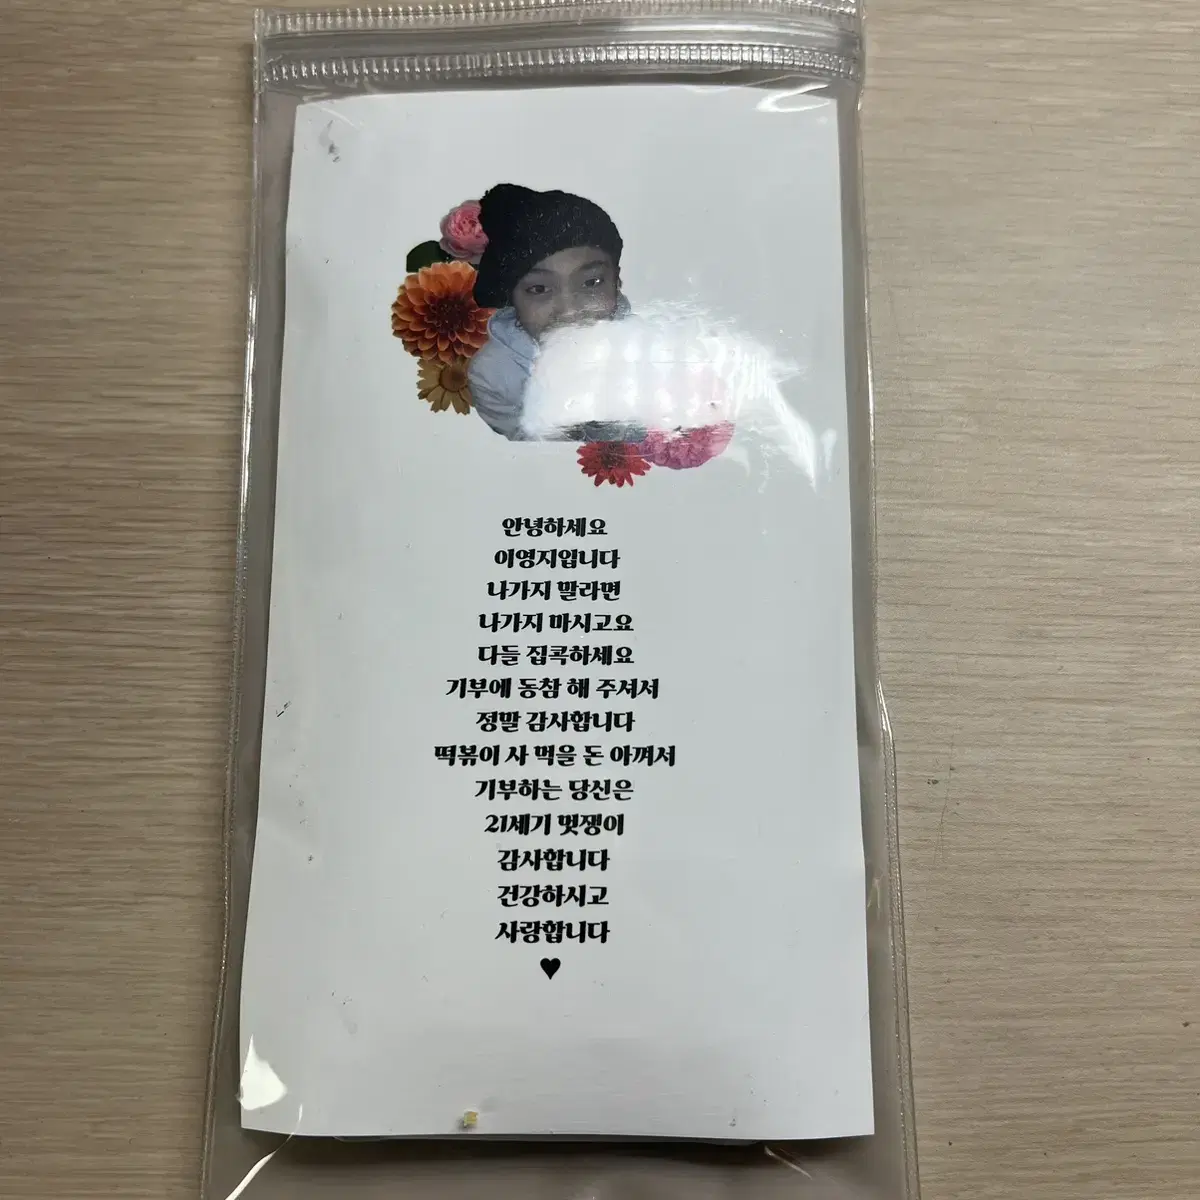 안녕하세요
이영지입니다
나가지 말라면
나가지 마시고요
다들 집콕하세요
기부에 동참 해 주셔서
정말 감사합니다
떡볶이 사 먹을 돈 아껴서
기부하는 당신은
21세기 멋쟁이
감사합니다
건강하시고
사랑합니다
♥